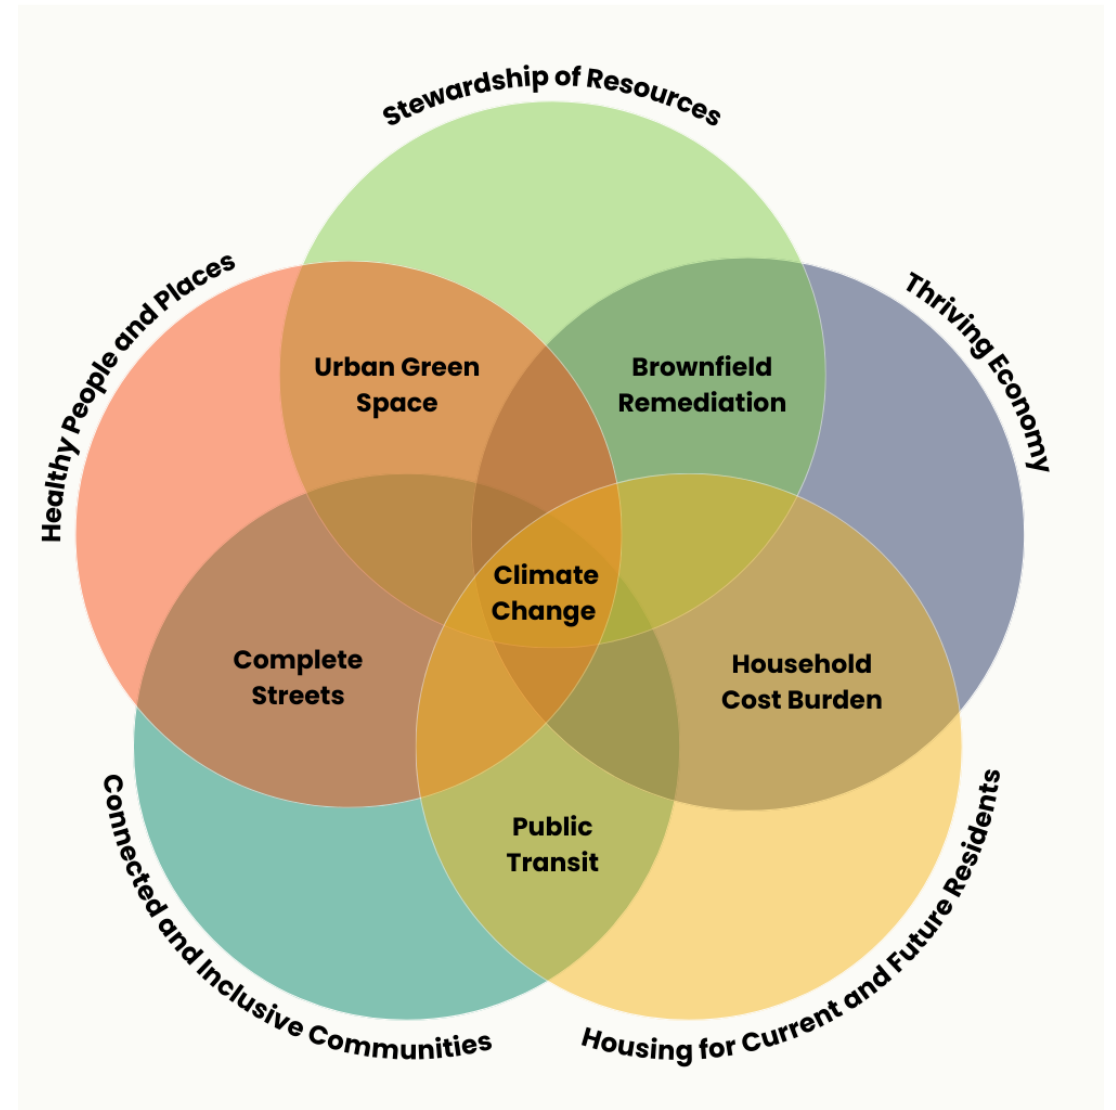 Stewardship of Resources
Healthy People and Places
Thriving Economy
Urban Green
Space
Brownfield
Remediation
Climate
Change
Complete
Streets
Household
Cost Burden
Public
Transit
Connected and Inclusive Communities
Housing for Current and Future Residents